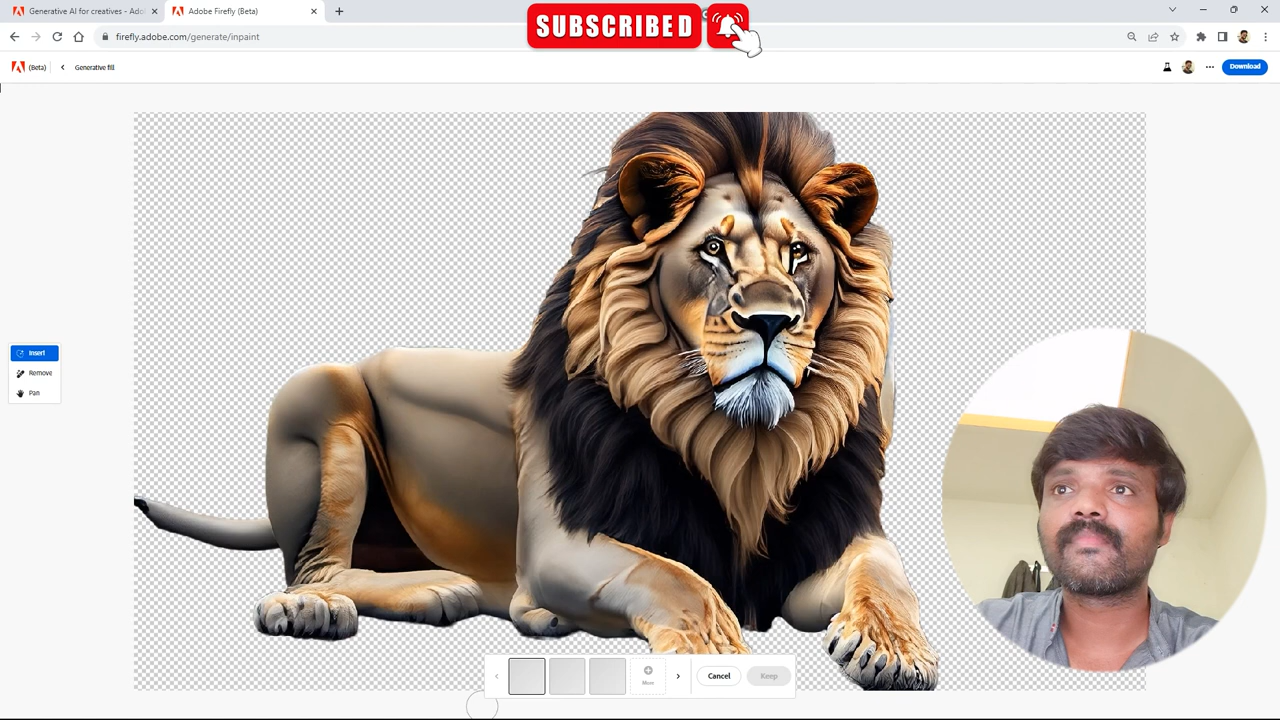 Generative AI for creatives - Ado
Adobe Firefly (Beta)
SUBSCRIBED
firefly.adobe.com/generate/inpaint
(Beta)
Generative fill
Download
Insert
Remove
Pan
More
Cancel
Keep